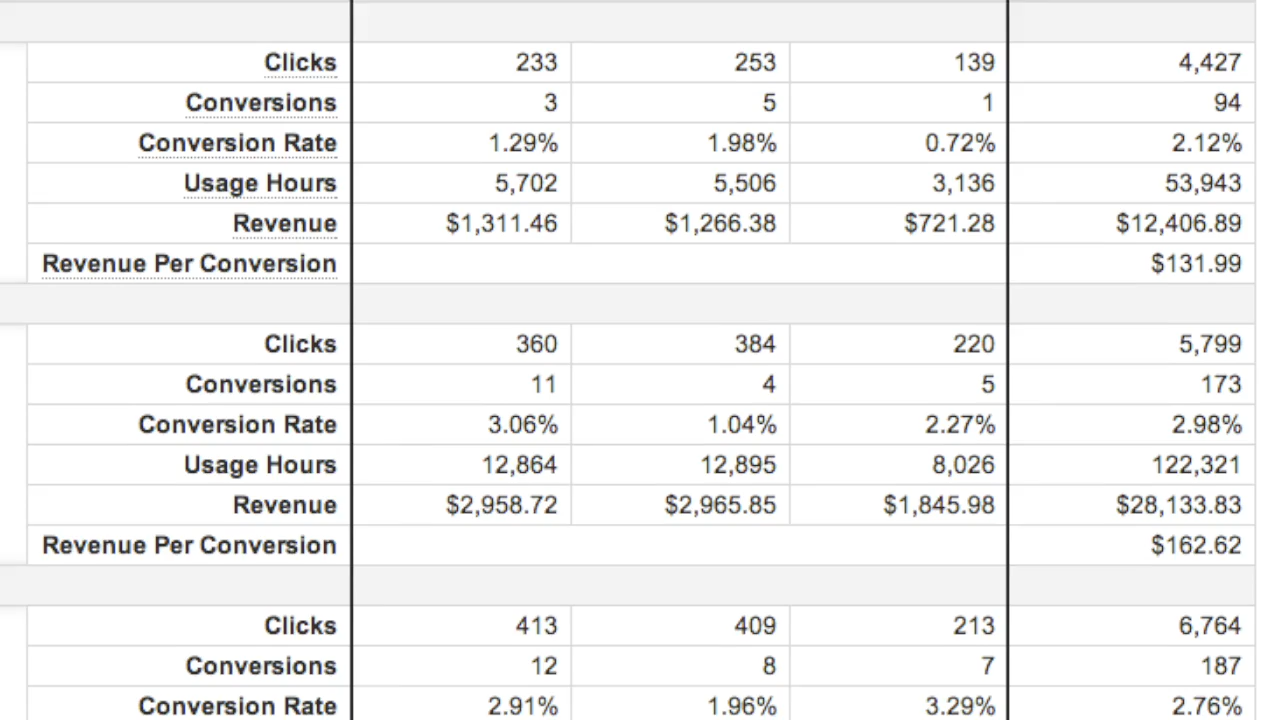 Clicks 233 253 139 4,427
Conversions 3 5 1 94
Conversion Rate 1.29% 1.98% 0.72% 2.12%
Usage Hours 5,702 5,506 3,136 53,943
Revenue $1,311.46 $1,266.38 $721.28 $12,406.89
Revenue Per Conversion $131.99
Clicks 360 384 220 5,799
Conversions 11 4 5 173
Conversion Rate 3.06% 1.04% 2.27% 2.98%
Usage Hours 12,864 12,895 8,026 122,321
Revenue $2,958.72 $2,965.85 $1,845.98 $28,133.83
Revenue Per Conversion $162.62
Clicks 413 409 213 6,764
Conversions 12 8 7 187
Conversion Rate 2.91% 1.96% 3.29% 2.76%